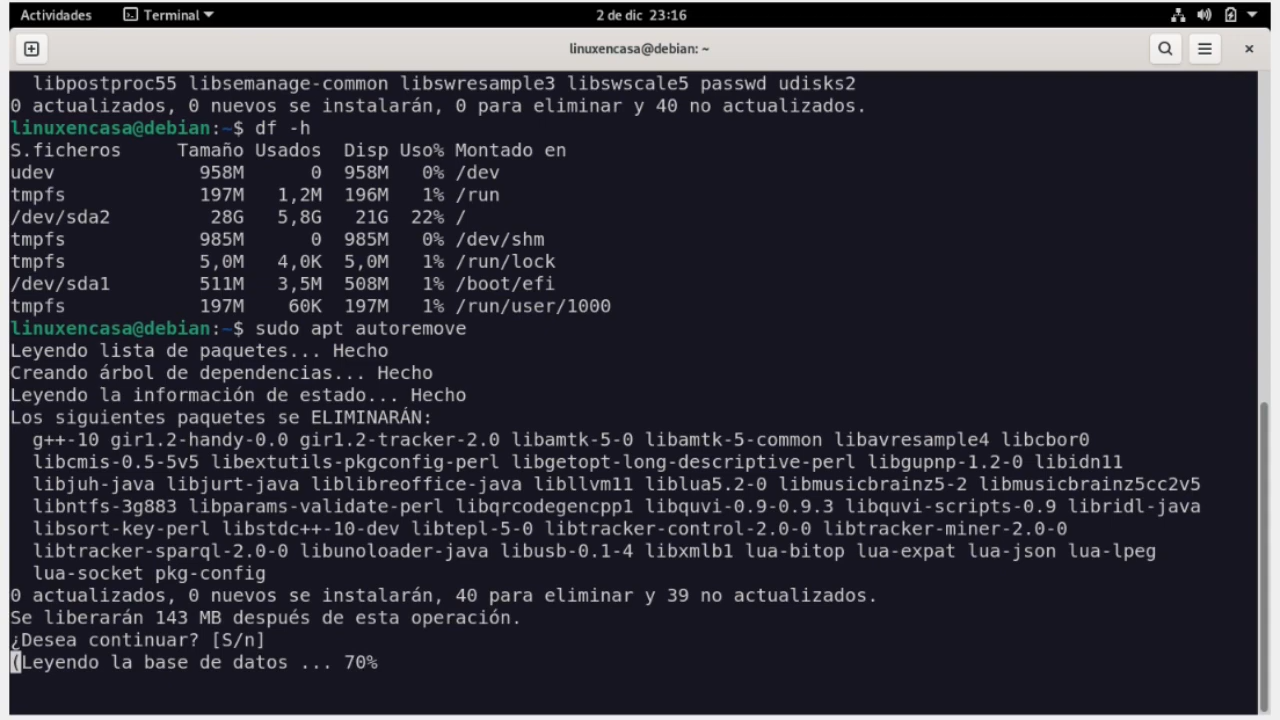 Actividades Terminal 2 de dic 23:16
linuxencasa@debian: ~
libpostproc55 libsemanage-common libswresample3 libswscale5 passwd udisks2
0 actualizados, 0 nuevos se instalarán, 0 para eliminar y 40 no actualizados.
linuxencasa@debian:~$ df -h
S.ficheros Tamaño Usados Disp Uso% Montado en
udev 958M 0 958M 0% /dev
tmpfs 197M 1,2M 196M 1% /run
/dev/sda2 28G 5,8G 21G 22% /
tmpfs 985M 0 985M 0% /dev/shm
tmpfs 5,0M 4,0K 5,0M 1% /run/lock
/dev/sda1 511M 3,5M 508M 1% /boot/efi
tmpfs 197M 60K 197M 1% /run/user/1000
linuxencasa@debian:~$ sudo apt autoremove
Leyendo lista de paquetes... Hecho
Creando árbol de dependencias... Hecho
Leyendo la información de estado... Hecho
Los siguientes paquetes se ELIMINARÁN:
g++-10 gir1.2-handy-0.0 gir1.2-tracker-2.0 libamtk-5-0 libamtk-5-common libavresample4 libcbor0
libcmis-0.5-5v5 libextutils-pkgconfig-perl libgetopt-long-descriptive-perl libgupnp-1.2-0 libidn11
libjuh-java libjurt-java liblibreoffice-java libllvm11 liblua5.2-0 libmusicbrainz5-2 libmusicbrainz5cc2v5
libntfs-3g883 libparams-validate-perl libqrcodegencpp1 libquvi-0.9-0.9.3 libquvi-scripts-0.9 libridl-java
libsort-key-perl libstdc++-10-dev libtepl-5-0 libtracker-control-2.0-0 libtracker-miner-2.0-0
libtracker-sparql-2.0-0 libunoloader-java libusb-0.1-4 libxmlb1 lua-bitop lua-expat lua-json lua-lpeg
lua-socket pkg-config
0 actualizados, 0 nuevos se instalarán, 40 para eliminar y 39 no actualizados.
Se liberarán 143 MB después de esta operación.
¿Desea continuar? [S/n]
(Leyendo la base de datos ... 70%